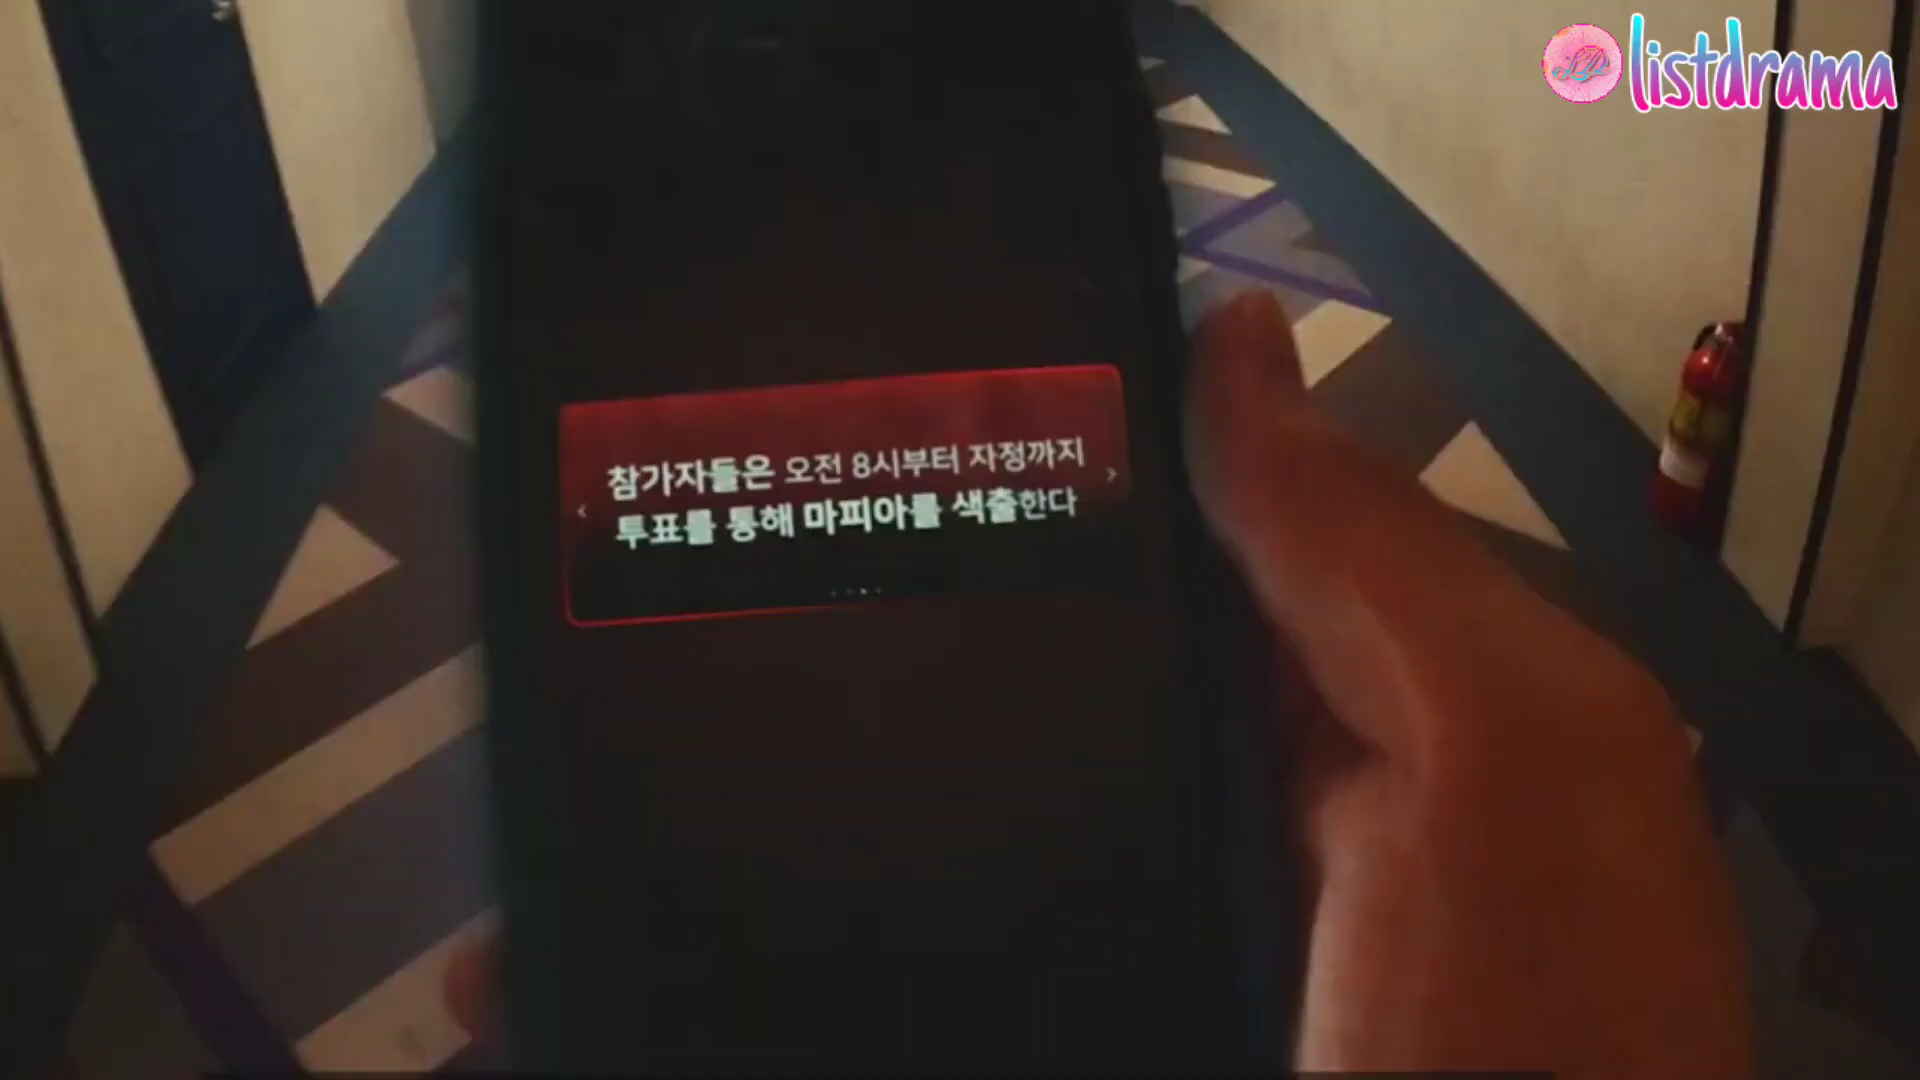 listdrama
참가자들은 오전 8시부터 자정까지
투표를 통해 마피아를 색출한다